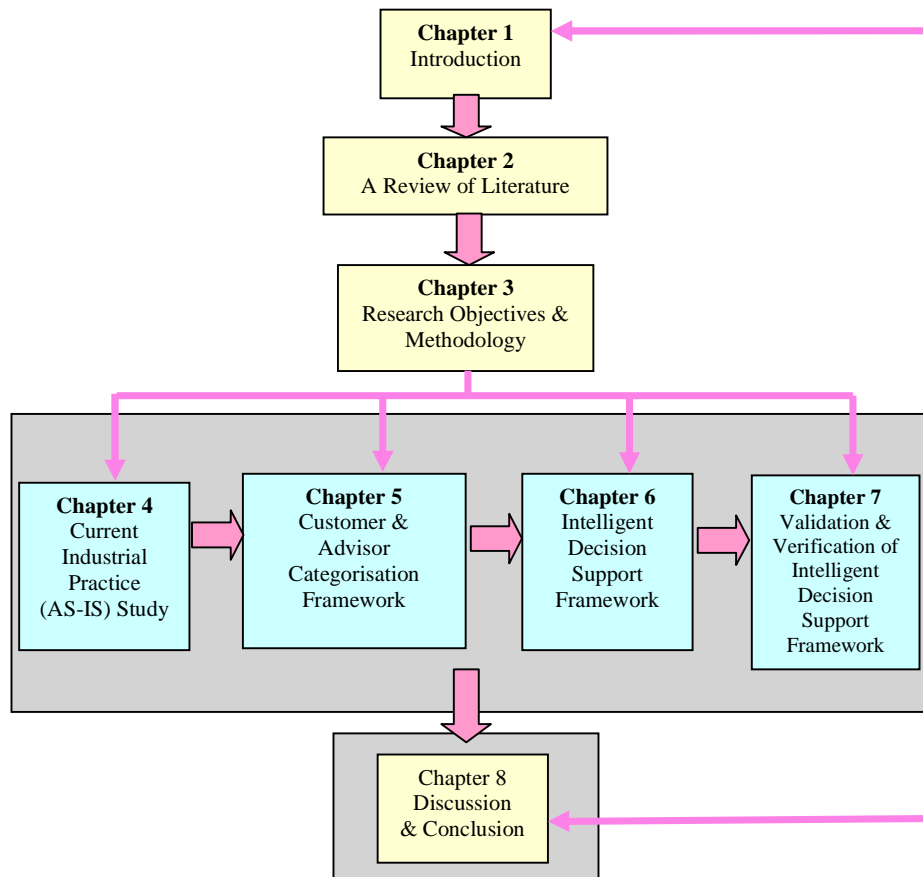 Chapter 1
Introduction
Chapter 2
A Review of Literature
Chapter 3
Research Objectives &
Methodology
Chapter 4
Current
Industrial
Practice
(AS-IS) Study
Chapter 5
Customer &
Advisor
Categorisation
Framework
Chapter 6
Intelligent
Decision
Support
Framework
Chapter 7
Validation &
Verification of
Intelligent
Decision
Support
Framework
Chapter 8
Discussion
& Conclusion